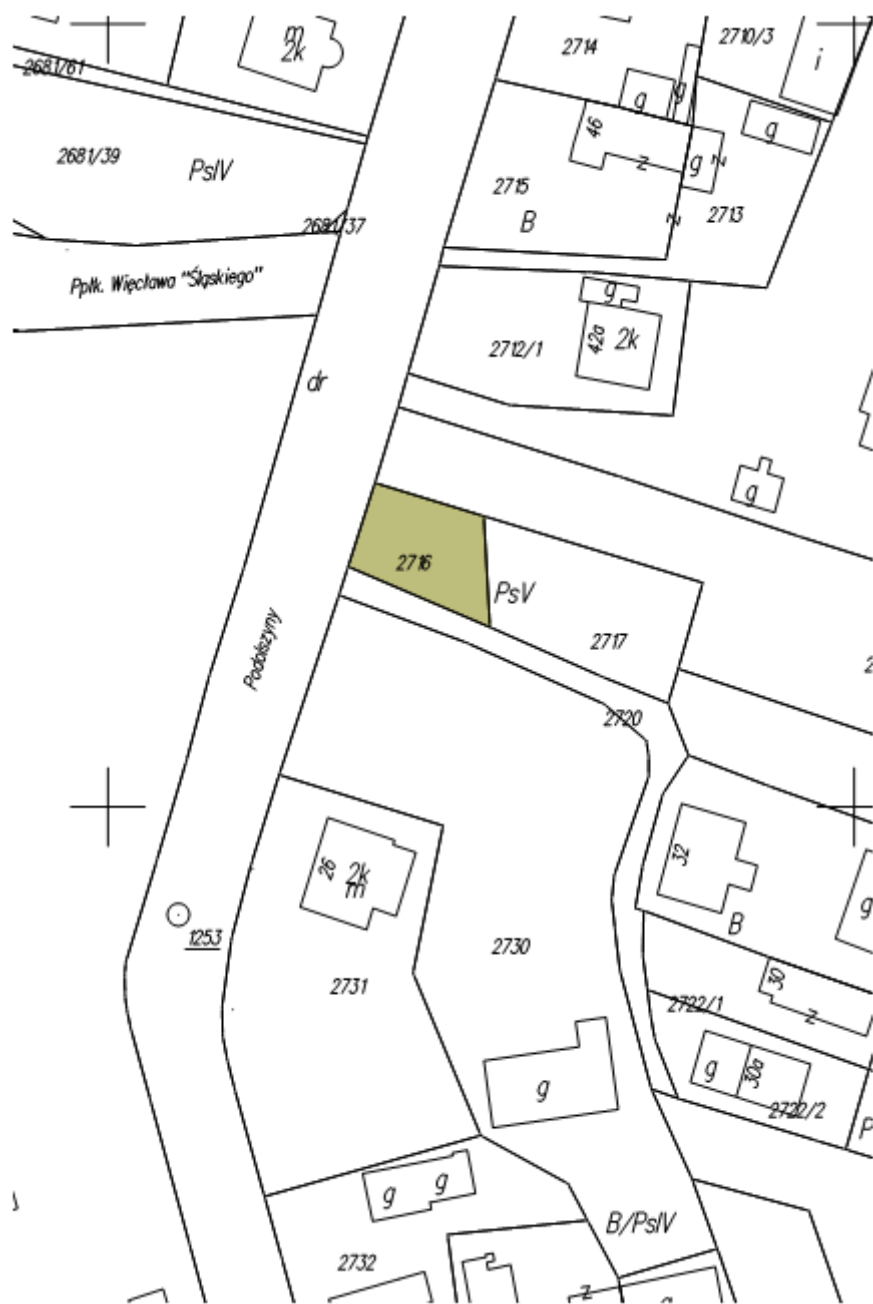 m
2k
2714
2710/3
i
2681/61
g
g
g
46
2681/39
PsIV
z
g
z
2715
2713
2681/37
B
z
Ppłk. Więcława "Śląskiego"
g
42a
2k
2712/1
dr
g
2716
PsV
2717
2
Podolszyny
2720
32
26
2k
m
g
B
1253
2730
2731
30
2722/1
z
g
30a
g
2722/2
P
g
g
B/PsIV
2732
z
g